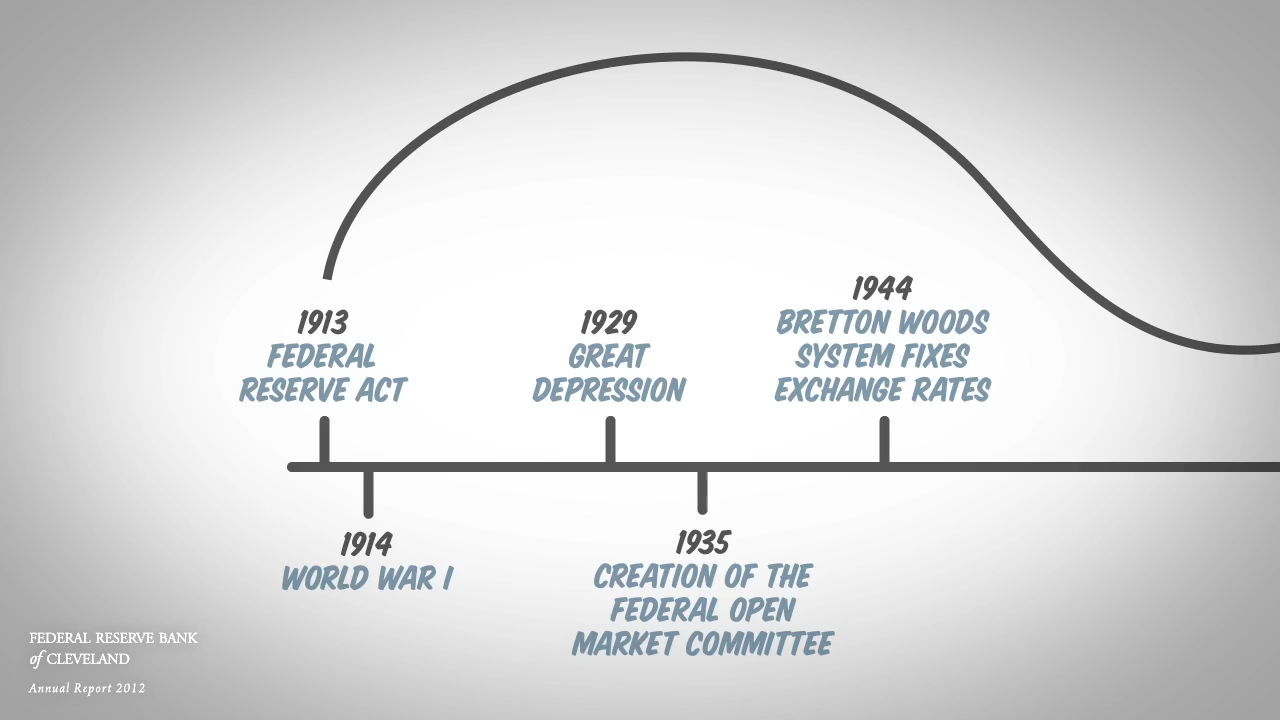 1913
FEDERAL
RESERVE ACT
1929
GREAT
DEPRESSION
1944
BRETTON WOODS
SYSTEM FIXES
EXCHANGE RATES
1914
WORLD WAR I
1935
CREATION OF THE
FEDERAL OPEN
MARKET COMMITTEE
FEDERAL RESERVE BANK
of CLEVELAND
Annual Report 2012